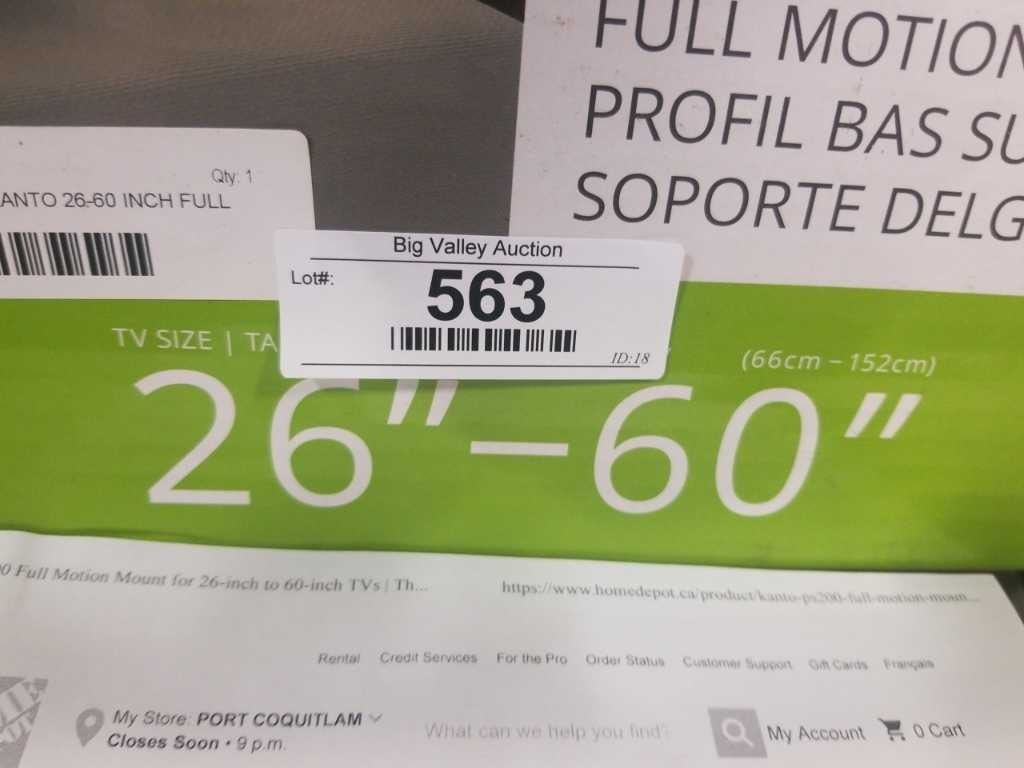 FULL MOTION
PROFIL BAS SU
SOPORTE DELG
Qty: 1
ANTO 26-60 INCH FULL
Big Valley Auction
Lot#:
563
ID:18
TV SIZE | TA
(66cm – 152cm)
26”–60”
0 Full Motion Mount for 26-inch to 60-inch TVs | Th...
https://www.homedepot.ca/product/kanto-ps200-full-motion-moun...
Rental Credit Services For the Pro Order Status Customer Support Gift Cards Français
My Store: PORT COQUITLAM
Closes Soon • 9 p.m.
What can we help you find?
My Account
0 Cart